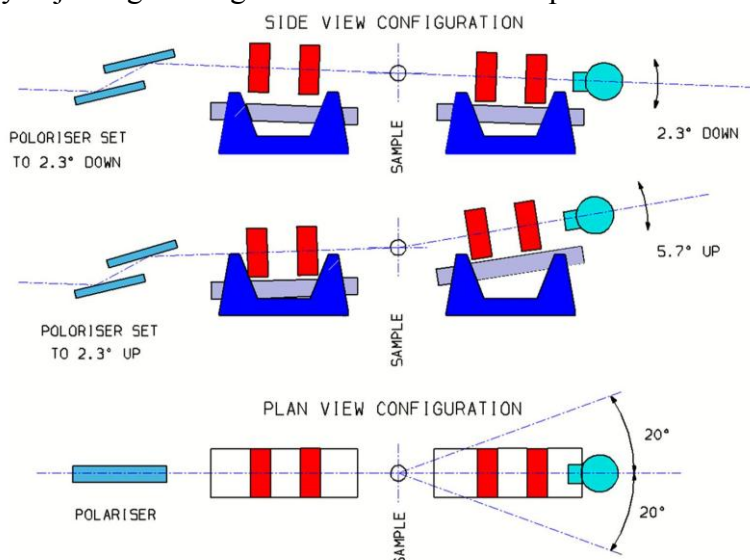 SIDE VIEW CONFIGURATION
POLORISER SET
TO 2.3° DOWN
SAMPLE
2.3° DOWN
POLORISER SET
TO 2.3° UP
SAMPLE
5.7° UP
PLAN VIEW CONFIGURATION
20°
POLARISER
20°
SAMPLE